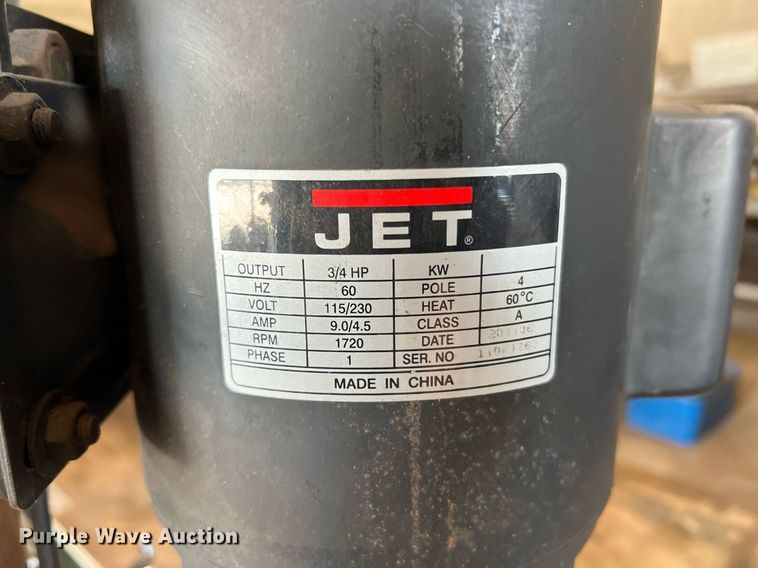 JET®
OUTPUT 3/4 HP KW
HZ 60 POLE 4
VOLT 115/230 HEAT 60°C
AMP 9.0/4.5 CLASS A
RPM 1720 DATE
PHASE 1 SER. NO
MADE IN CHINA
Purple Wave Auction